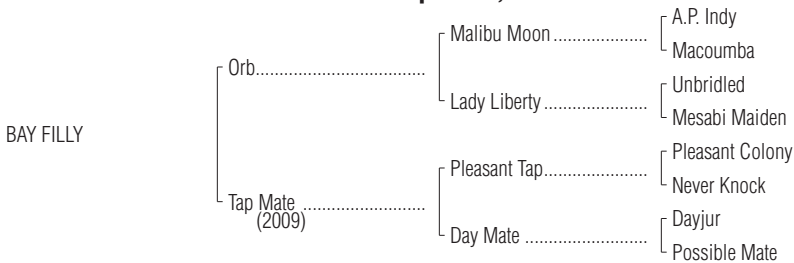 A.P. Indy
Malibu Moon
Macoumba
Orb
Unbridled
Lady Liberty
Mesabi Maiden
BAY FILLY
Pleasant Colony
Pleasant Tap
Never Knock
Tap Mate
(2009)
Dayjur
Day Mate
Possible Mate